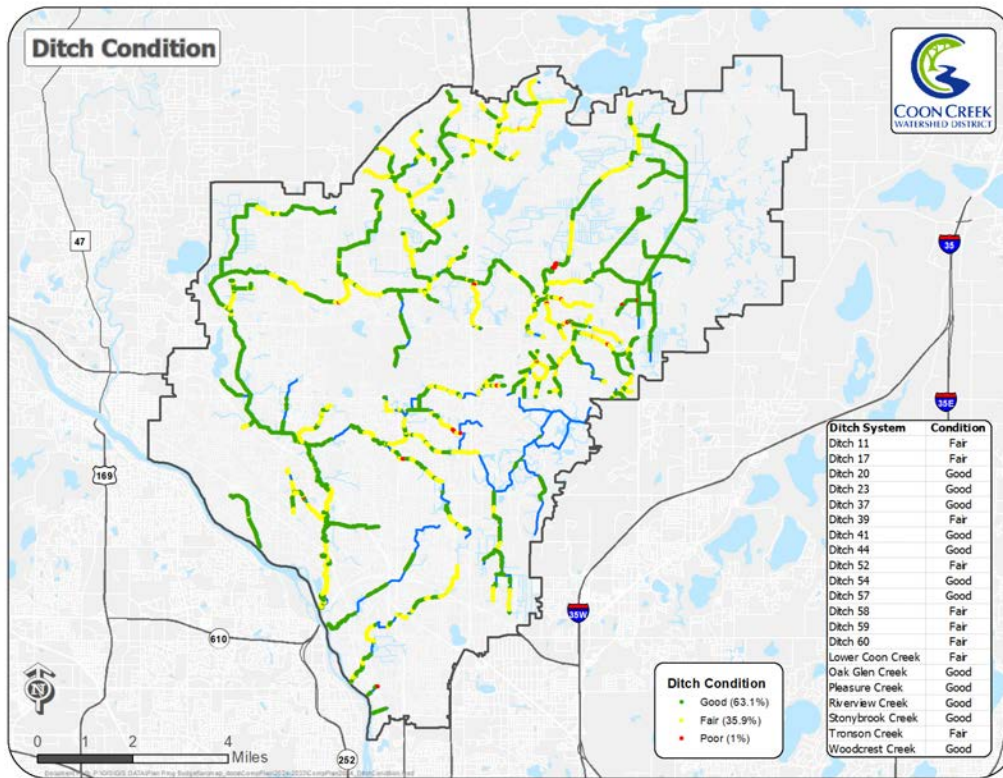 Ditch Condition
COON CREEK
WATERSHED DISTRICT
47
35
169
35E
Ditch System Condition
Ditch 11 Fair
Ditch 17 Fair
Ditch 20 Good
Ditch 23 Good
Ditch 37 Good
Ditch 39 Fair
Ditch 41 Good
Ditch 44 Good
Ditch 52 Fair
Ditch 54 Good
Ditch 57 Good
Ditch 58 Fair
Ditch 59 Fair
Ditch 60 Fair
Lower Coon Creek Fair
Oak Glen Creek Good
Pleasure Creek Good
Riverview Creek Good
Stonybrook Creek Good
Tronson Creek Fair
Woodcrest Creek Good
35W
610
Ditch Condition
Good (63.1%)
Fair (35.9%)
Poor (1%)
N
0 2 4
Miles
252